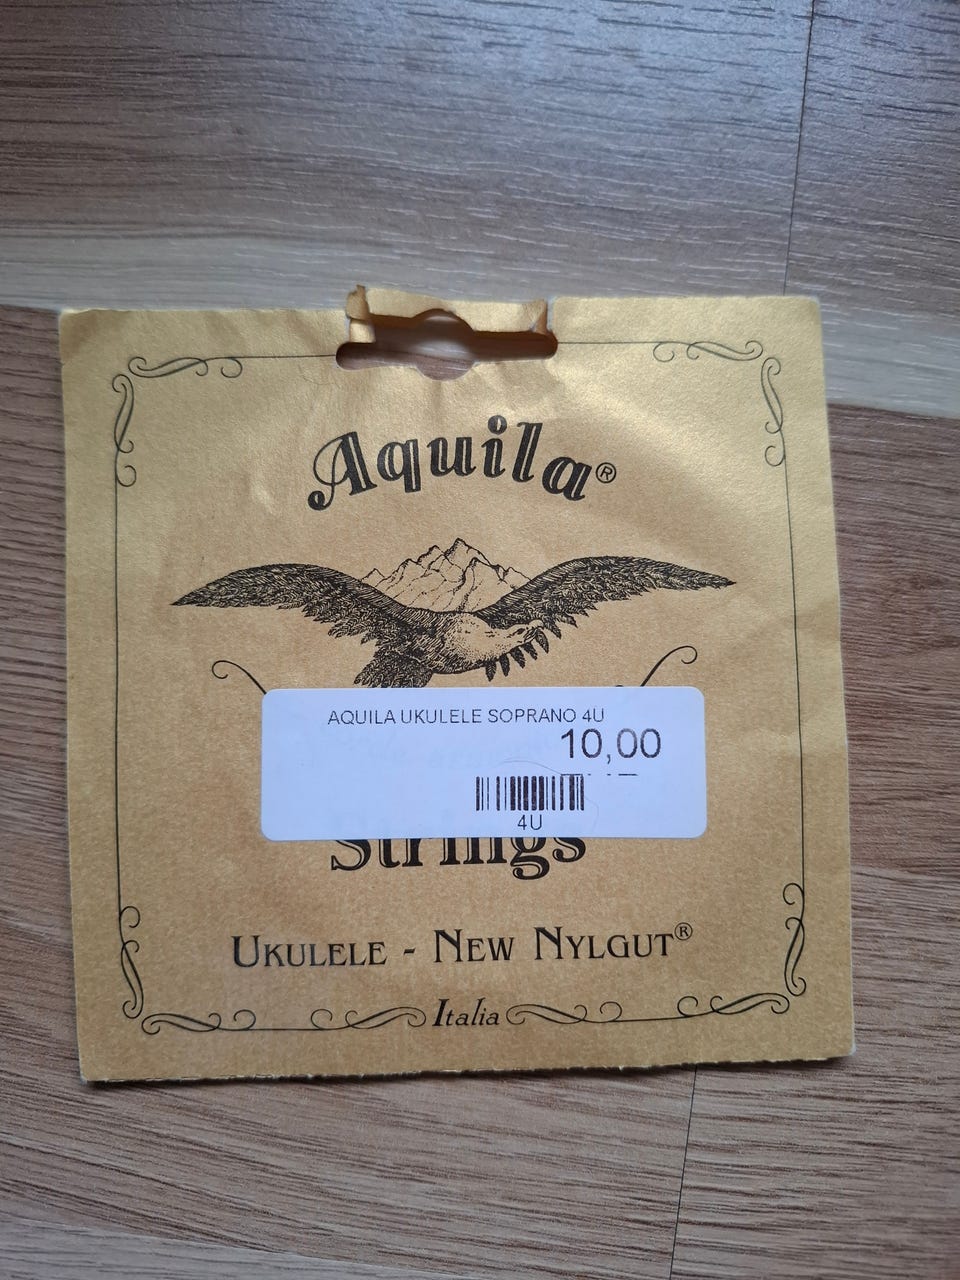 Aquila®
AQUILA UKULELE SOPRANO 4U
10,00
4U
Strings
UKULELE - NEW NYLGUT®
Italia